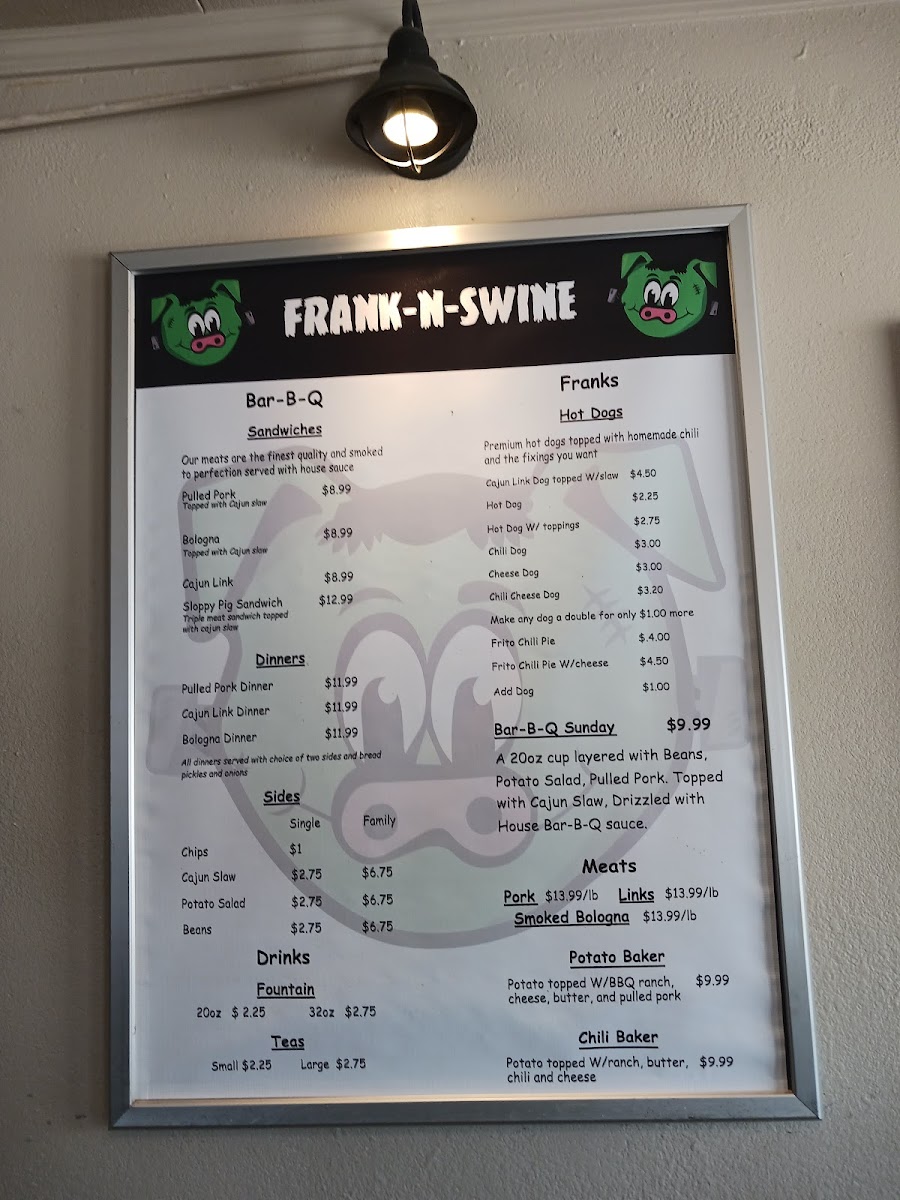 FRANK-N-SWINE
Bar-B-Q
Sandwiches
Our meats are the finest quality and smoked
to perfection served with house sauce
Pulled Pork $8.99
Topped with Cajun slaw
Bologna $8.99
Topped with Cajun slaw
Cajun Link $8.99
Sloppy Pig Sandwich $12.99
Triple meat sandwich topped
with cajun slaw
Dinners
Pulled Pork Dinner $11.99
Cajun Link Dinner $11.99
Bologna Dinner $11.99
All dinners served with choice of two sides and bread
pickles and onions
Sides
Single Family
Chips $1
Cajun Slaw $2.75 $6.75
Potato Salad $2.75 $6.75
Beans $2.75 $6.75
Drinks
Fountain
20oz $ 2.25 32oz $2.75
Teas
Small $2.25 Large $2.75
Franks
Hot Dogs
Premium hot dogs topped with homemade chili
and the fixings you want
Cajun Link Dog topped W/slaw $4.50
Hot Dog $2.25
Hot Dog W/ toppings $2.75
Chili Dog $3.00
Cheese Dog $3.00
Chili Cheese Dog $3.20
Make any dog a double for only $1.00 more
Frito Chili Pie $.4.00
Frito Chili Pie W/cheese $4.50
Add Dog $1.00
Bar-B-Q Sunday $9.99
A 20oz cup layered with Beans,
Potato Salad, Pulled Pork. Topped
with Cajun Slaw, Drizzled with
House Bar-B-Q sauce.
Meats
Pork $13.99/lb Links $13.99/lb
Smoked Bologna $13.99/lb
Potato Baker
Potato topped W/BBQ ranch, $9.99
cheese, butter, and pulled pork
Chili Baker
Potato topped W/ranch, butter, $9.99
chili and cheese